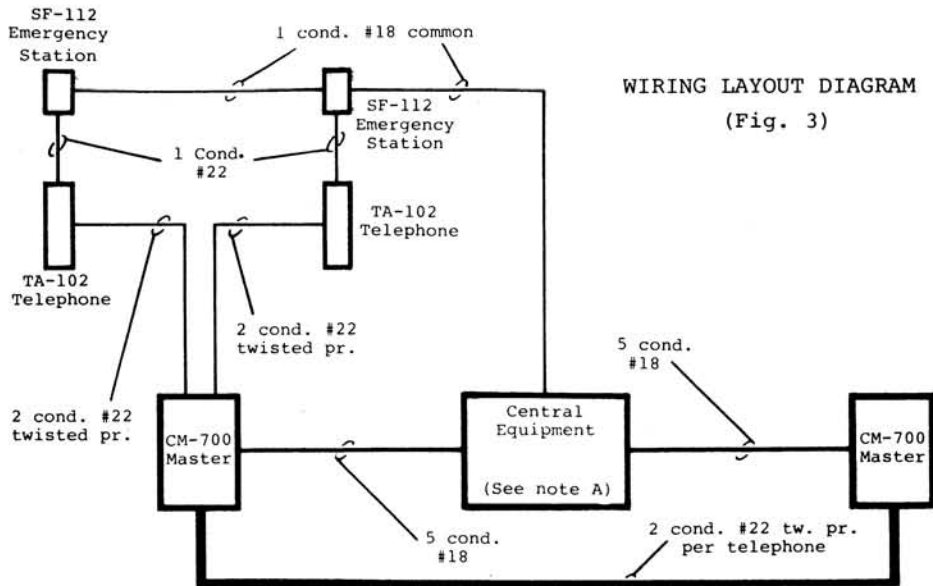 SF-112
Emergency
Station
1 cond. #18 common
WIRING LAYOUT DIAGRAM
(Fig. 3)
SF-112
Emergency
Station
1 Cond.
#22
TA-102
Telephone
TA-102
Telephone
2 cond. #22
twisted pr.
5 cond.
#18
2 cond. #22
twisted pr.
CM-700
Master
Central
Equipment
(See note A)
CM-700
Master
5 cond.
#18
2 cond. #22 tw. pr.
per telephone